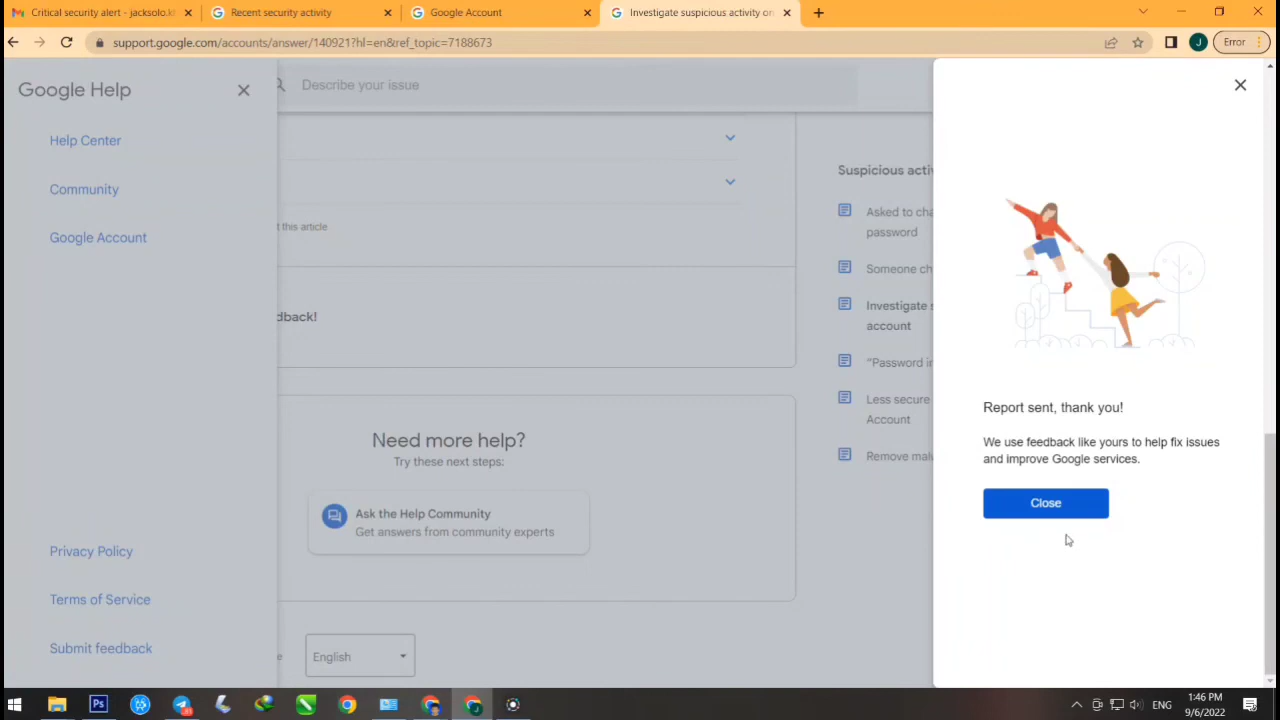 Critical security alert - jacksolo.kr
Recent security activity
Google Account
Investigate suspicious activity on
support.google.com/accounts/answer/140921?hl=en&ref_topic=7188673
J
Error
Google Help
Describe your issue
Help Center
Community
Google Account
Privacy Policy
Terms of Service
Submit feedback
t this article
dback!
Need more help?
Try these next steps:
Ask the Help Community
Get answers from community experts
English
Suspicious activ
Asked to cha
password
Someone ch
Investigate s
account
"Password in
Less secure
Account
Remove mal
Report sent, thank you!
We use feedback like yours to help fix issues
and improve Google services.
Close
Ps
ENG
1:46 PM
9/6/2022